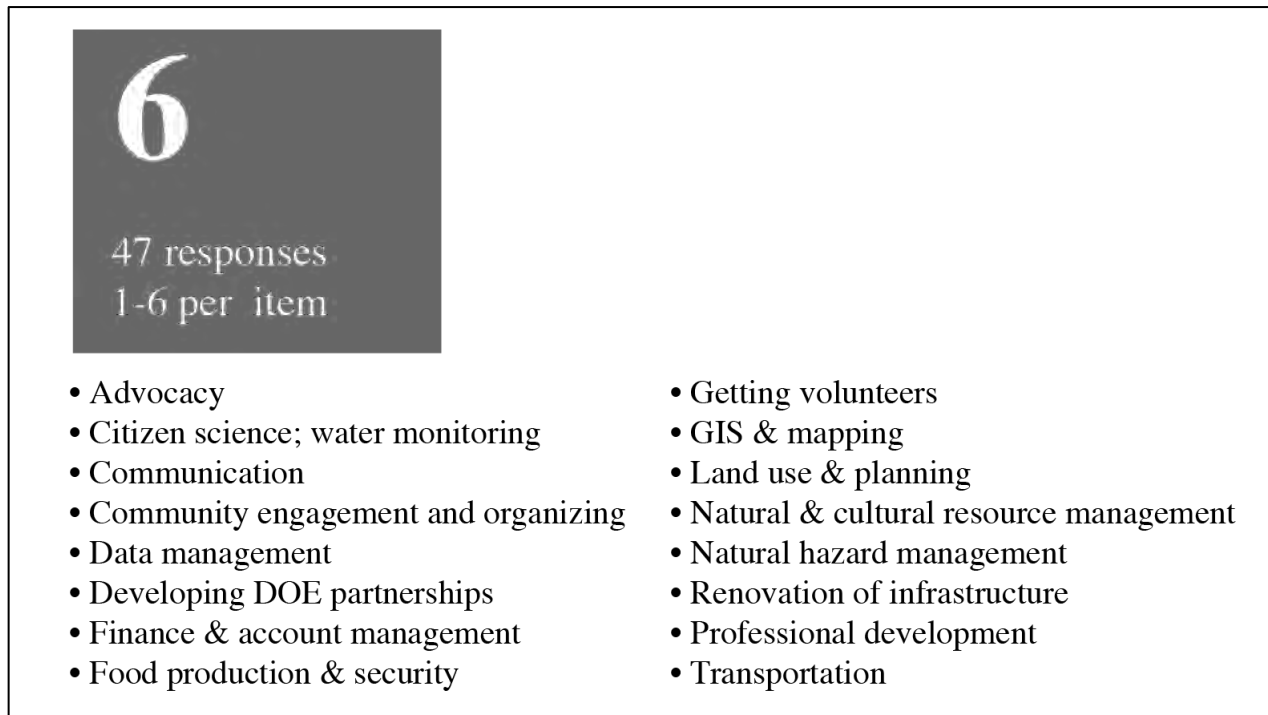 6
47 responses
1-6 per item
• Advocacy
• Citizen science; water monitoring
• Communication
• Community engagement and organizing
• Data management
• Developing DOE partnerships
• Finance & account management
• Food production & security
• Getting volunteers
• GIS & mapping
• Land use & planning
• Natural & cultural resource management
• Natural hazard management
• Renovation of infrastructure
• Professional development
• Transportation